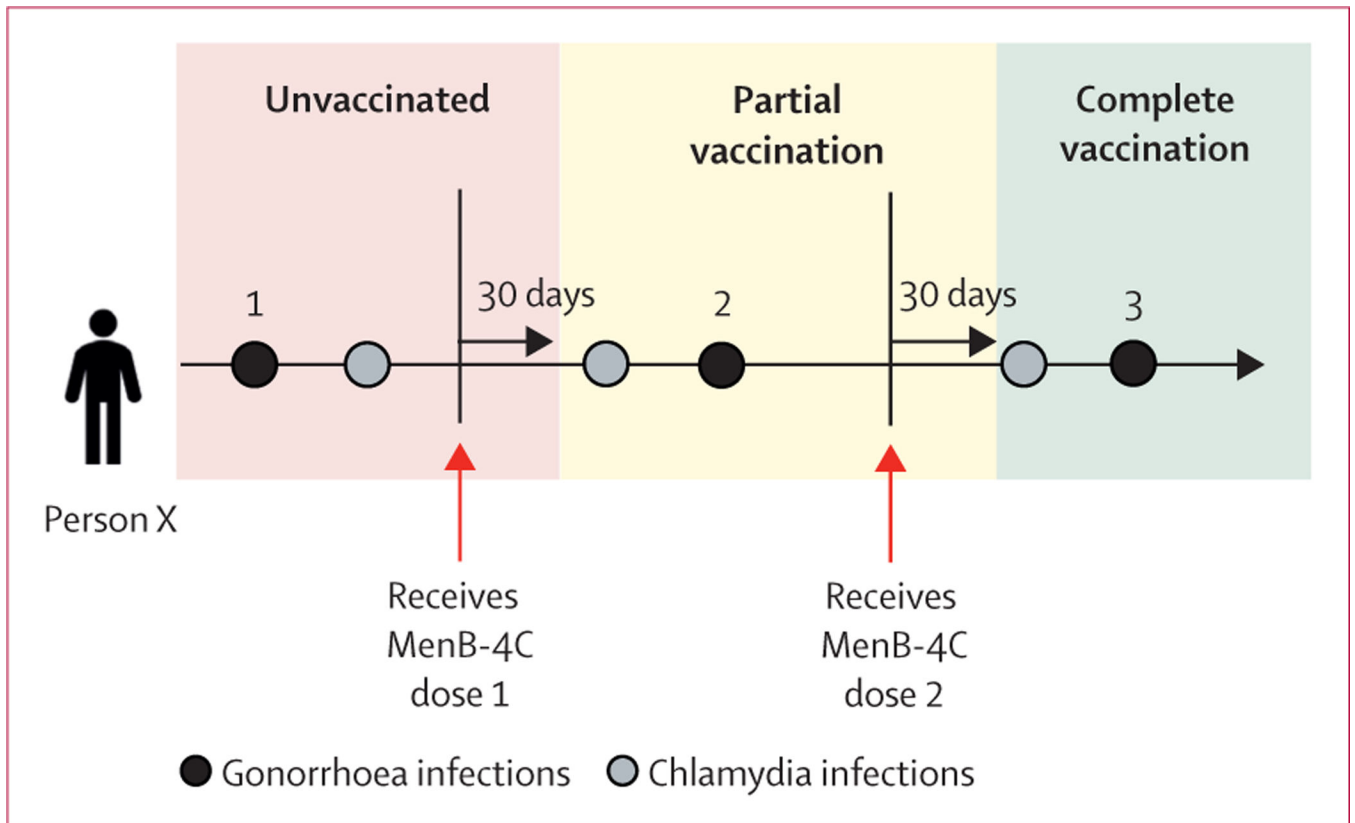 Unvaccinated
Partial
vaccination
Complete
vaccination
1
30 days
2
30 days
3
Person X
Receives
MenB-4C
dose 1
Receives
MenB-4C
dose 2
Gonorrhoea infections
Chlamydia infections